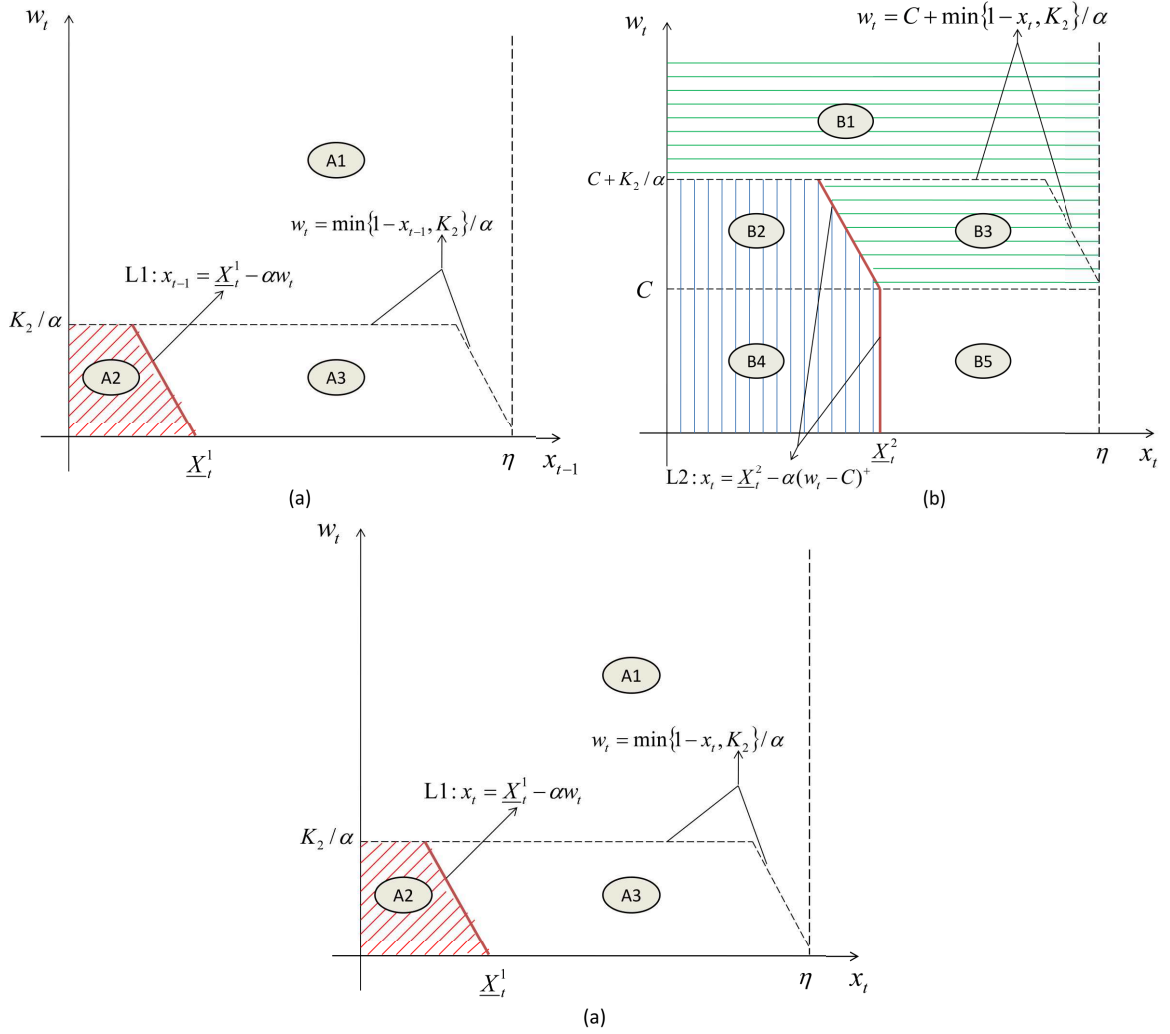 w_t
A1
w_t = min{1 − x_{t−1}, K_2}/α
L1: x_{t−1} = X̲_t^1 − αw_t
K_2/α
A2
A3
X̲_t^1
η
x_{t−1}
(a)
w_t
w_t = C + min{1 − x_t, K_2}/α
B1
C + K_2/α
B2
B3
C
B4
B5
X̲_t^2
η
x_t
L2: x_t = X̲_t^2 − α(w_t − C)^+
(b)
w_t
A1
w_t = min{1 − x_t, K_2}/α
L1: x_t = X̲_t^1 − αw_t
K_2/α
A2
A3
X̲_t^1
η
x_t
(a)